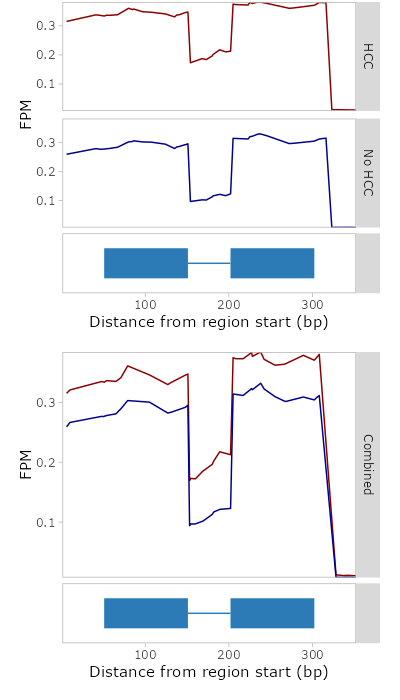 0.3
0.2
0.1
HCC
FPM
0.3
0.2
0.1
No HCC
100
200
300
Distance from region start (bp)
0.3
0.2
0.1
FPM
Combined
100
200
300
Distance from region start (bp)